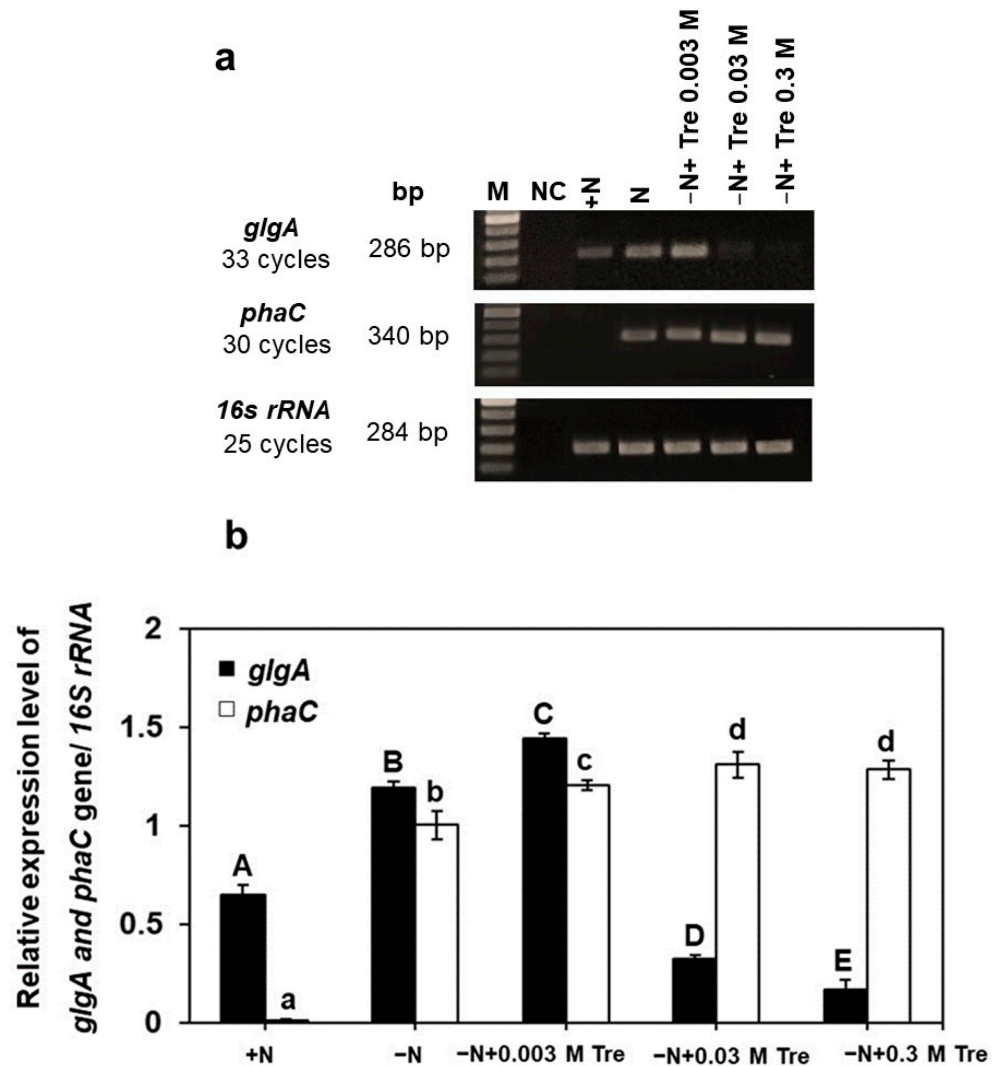 a
bp
M
NC
+N
N
−N+ Tre 0.003 M
−N+ Tre 0.03 M
−N+ Tre 0.3 M
glgA
33 cycles
286 bp
phaC
30 cycles
340 bp
16s rRNA
25 cycles
284 bp
b
Relative expression level of
glgA and phaC gene/ 16S rRNA
2
1.5
1
0.5
0
glgA
phaC
A
a
B
b
C
c
D
d
E
d
+N
−N
−N+0.003 M Tre
−N+0.03 M Tre
−N+0.3 M Tre